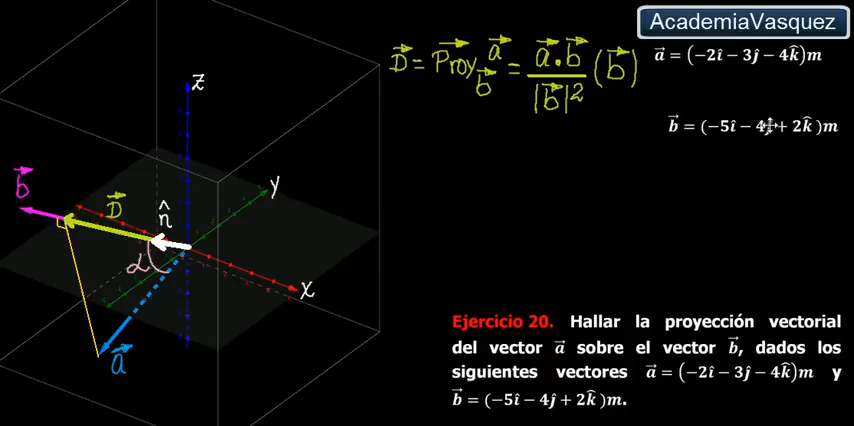 AcademiaVasquez
D⃗ = Proy⃗ a⃗ b⃗ = a⃗ . b⃗ / |b⃗|² (b⃗)
a⃗ = (−2î − 3ĵ − 4k̂)m
b⃗ = (−5î − 4ĵ + 2k̂ )m
z
y
x
b⃗
D⃗
n̂
α
a⃗
Ejercicio 20. Hallar la proyección vectorial
del vector a⃗ sobre el vector b⃗, dados los
siguientes vectores a⃗ = (−2î − 3ĵ − 4k̂)m y
b⃗ = (−5î − 4ĵ + 2k̂ )m.